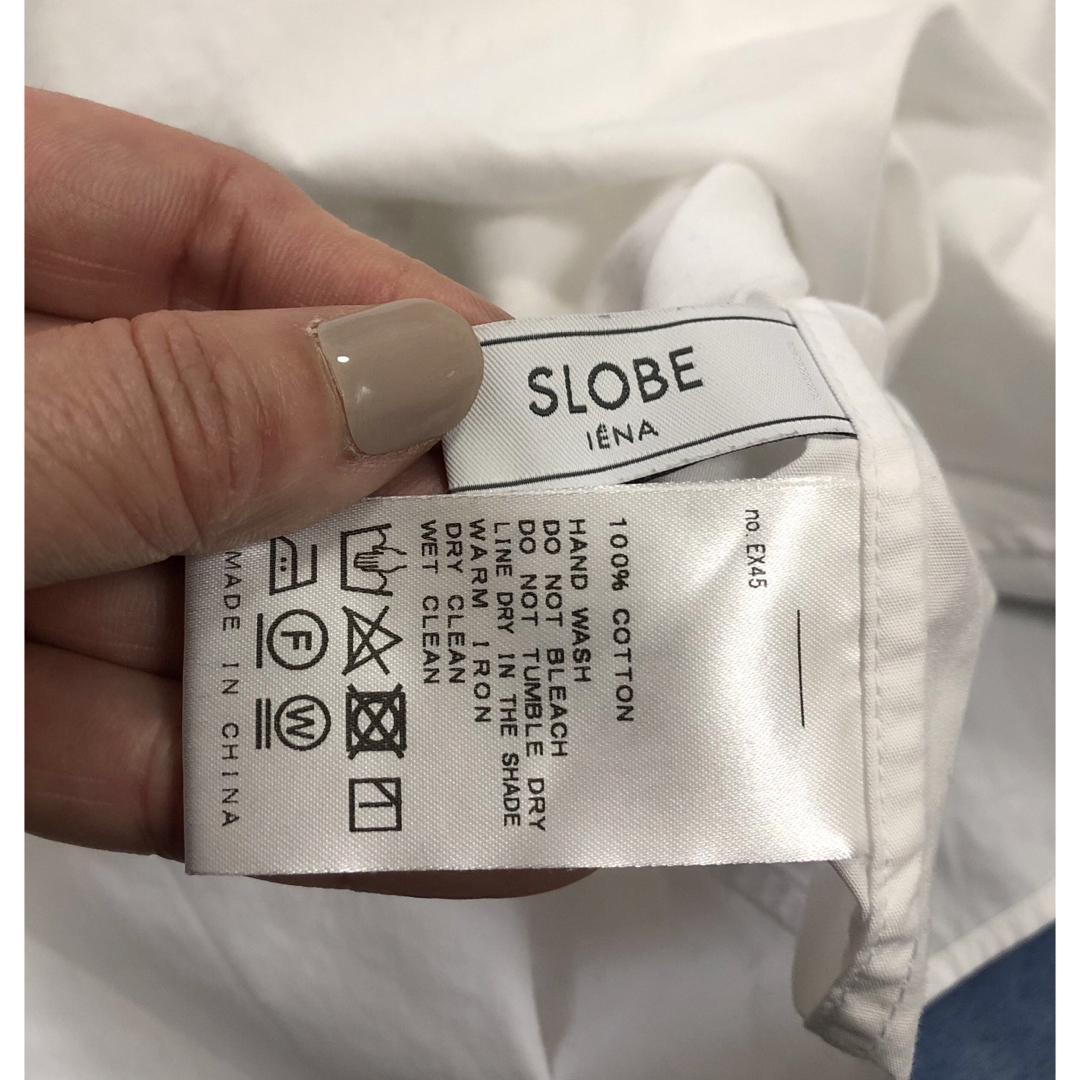 SLOBE
IËNA
no. EX45
100% COTTON
HAND WASH
DO NOT BLEACH
DO NOT TUMBLE DRY
LINE DRY IN THE SHADE
WARM IRON
DRY CLEAN
WET CLEAN
F
W
MADE IN CHINA